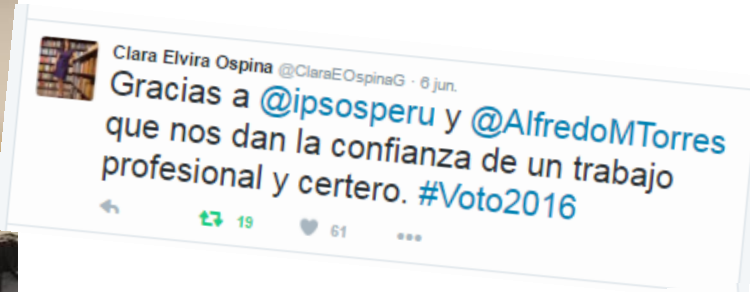 Clara Elvira Ospina @ClaraEOspinaG · 6 jun.
Gracias a @ipsosperu y @AlfredoMTorres
que nos dan la confianza de un trabajo
profesional y certero. #Voto2016
19 61